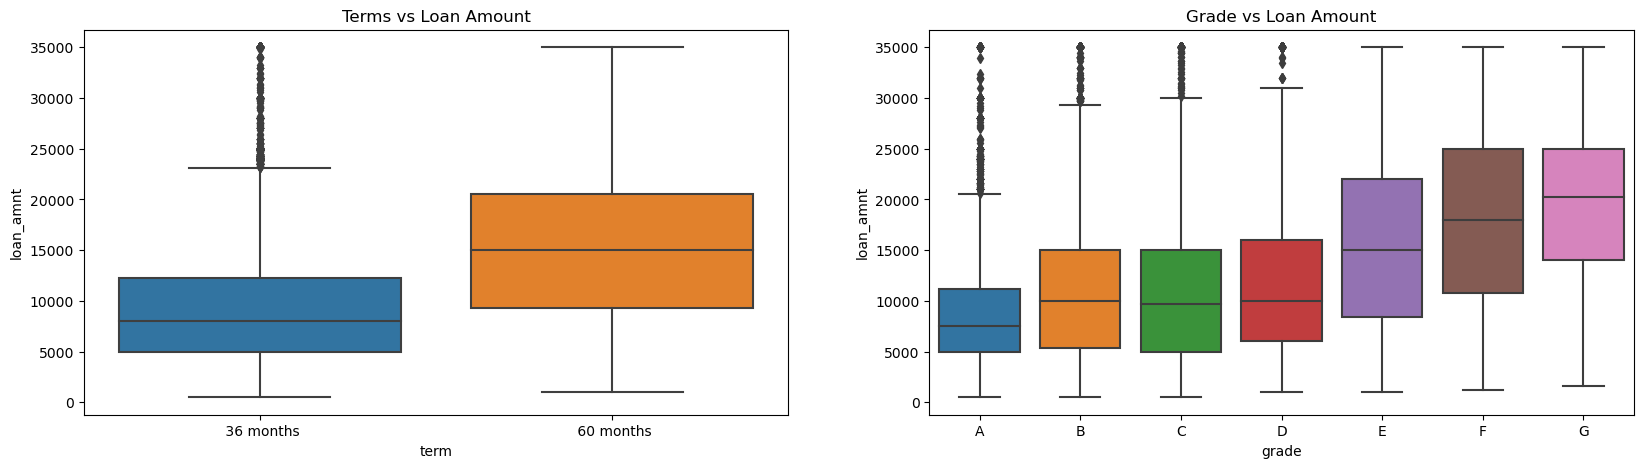 Terms vs Loan Amount
loan_amnt
35000
30000
25000
20000
15000
10000
5000
0
36 months
60 months
term
Grade vs Loan Amount
loan_amnt
35000
30000
25000
20000
15000
10000
5000
0
A B C D E F G
grade